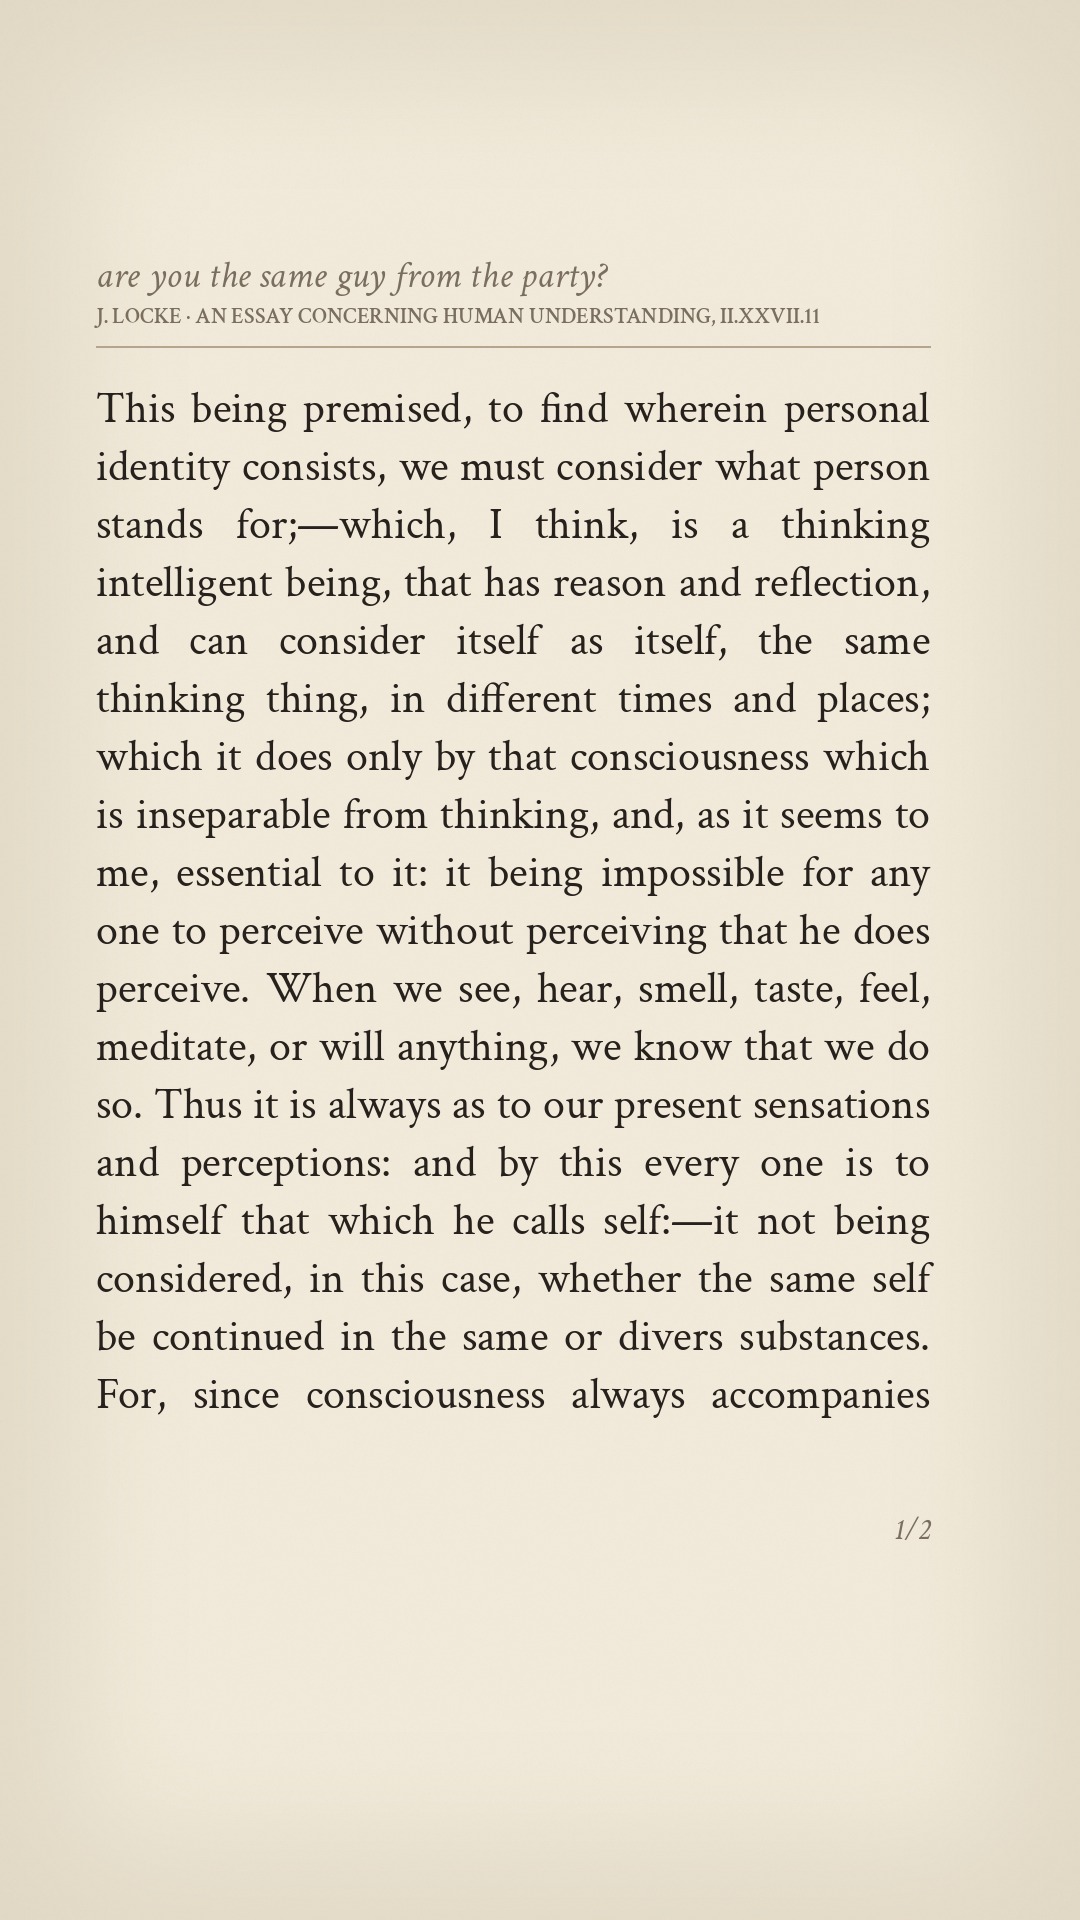 are you the same guy from the party?
J. LOCKE · AN ESSAY CONCERNING HUMAN UNDERSTANDING, II.XXVII.11
This being premised, to find wherein personal
identity consists, we must consider what person
stands for;—which, I think, is a thinking
intelligent being, that has reason and reflection,
and can consider itself as itself, the same
thinking thing, in different times and places;
which it does only by that consciousness which
is inseparable from thinking, and, as it seems to
me, essential to it: it being impossible for any
one to perceive without perceiving that he does
perceive. When we see, hear, smell, taste, feel,
meditate, or will anything, we know that we do
so. Thus it is always as to our present sensations
and perceptions: and by this every one is to
himself that which he calls self:—it not being
considered, in this case, whether the same self
be continued in the same or divers substances.
For, since consciousness always accompanies
1/2